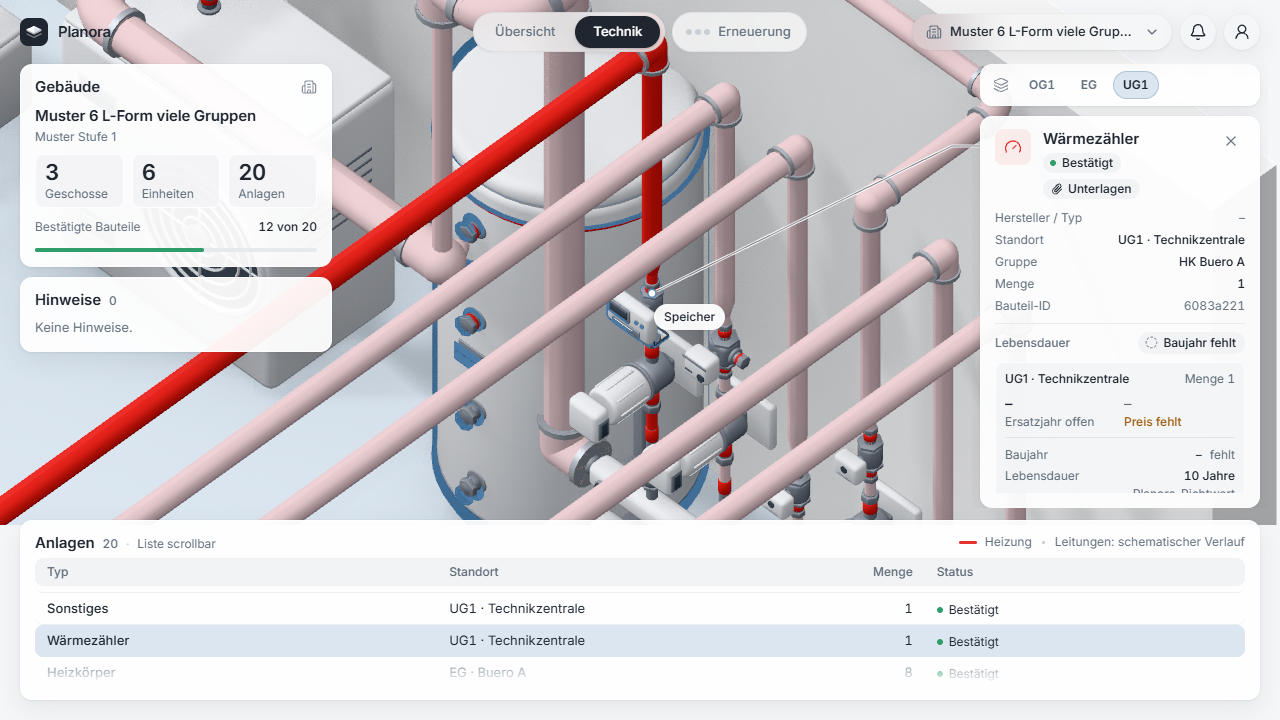 Planora
Übersicht
Technik
Erneuerung
Muster 6 L-Form viele Grup...
Gebäude
Muster 6 L-Form viele Gruppen
Muster Stufe 1
3
Geschosse
6
Einheiten
20
Anlagen
Bestätigte Bauteile
12 von 20
Hinweise 0
Keine Hinweise.
Speicher
OG1
EG
UG1
Wärmezähler
Bestätigt
Unterlagen
Hersteller / Typ –
Standort UG1 · Technikzentrale
Gruppe HK Buero A
Menge 1
Bauteil-ID 6083a221
Lebensdauer Baujahr fehlt
UG1 · Technikzentrale Menge 1
– –
Ersatzjahr offen Preis fehlt
Baujahr – fehlt
Lebensdauer 10 Jahre
Planora-Richtwert
Anlagen 20 · Liste scrollbar
Heizung · Leitungen: schematischer Verlauf
Typ Standort Menge Status
Sonstiges UG1 · Technikzentrale 1 Bestätigt
Wärmezähler UG1 · Technikzentrale 1 Bestätigt
Heizkörper EG · Buero A 8 Bestätigt